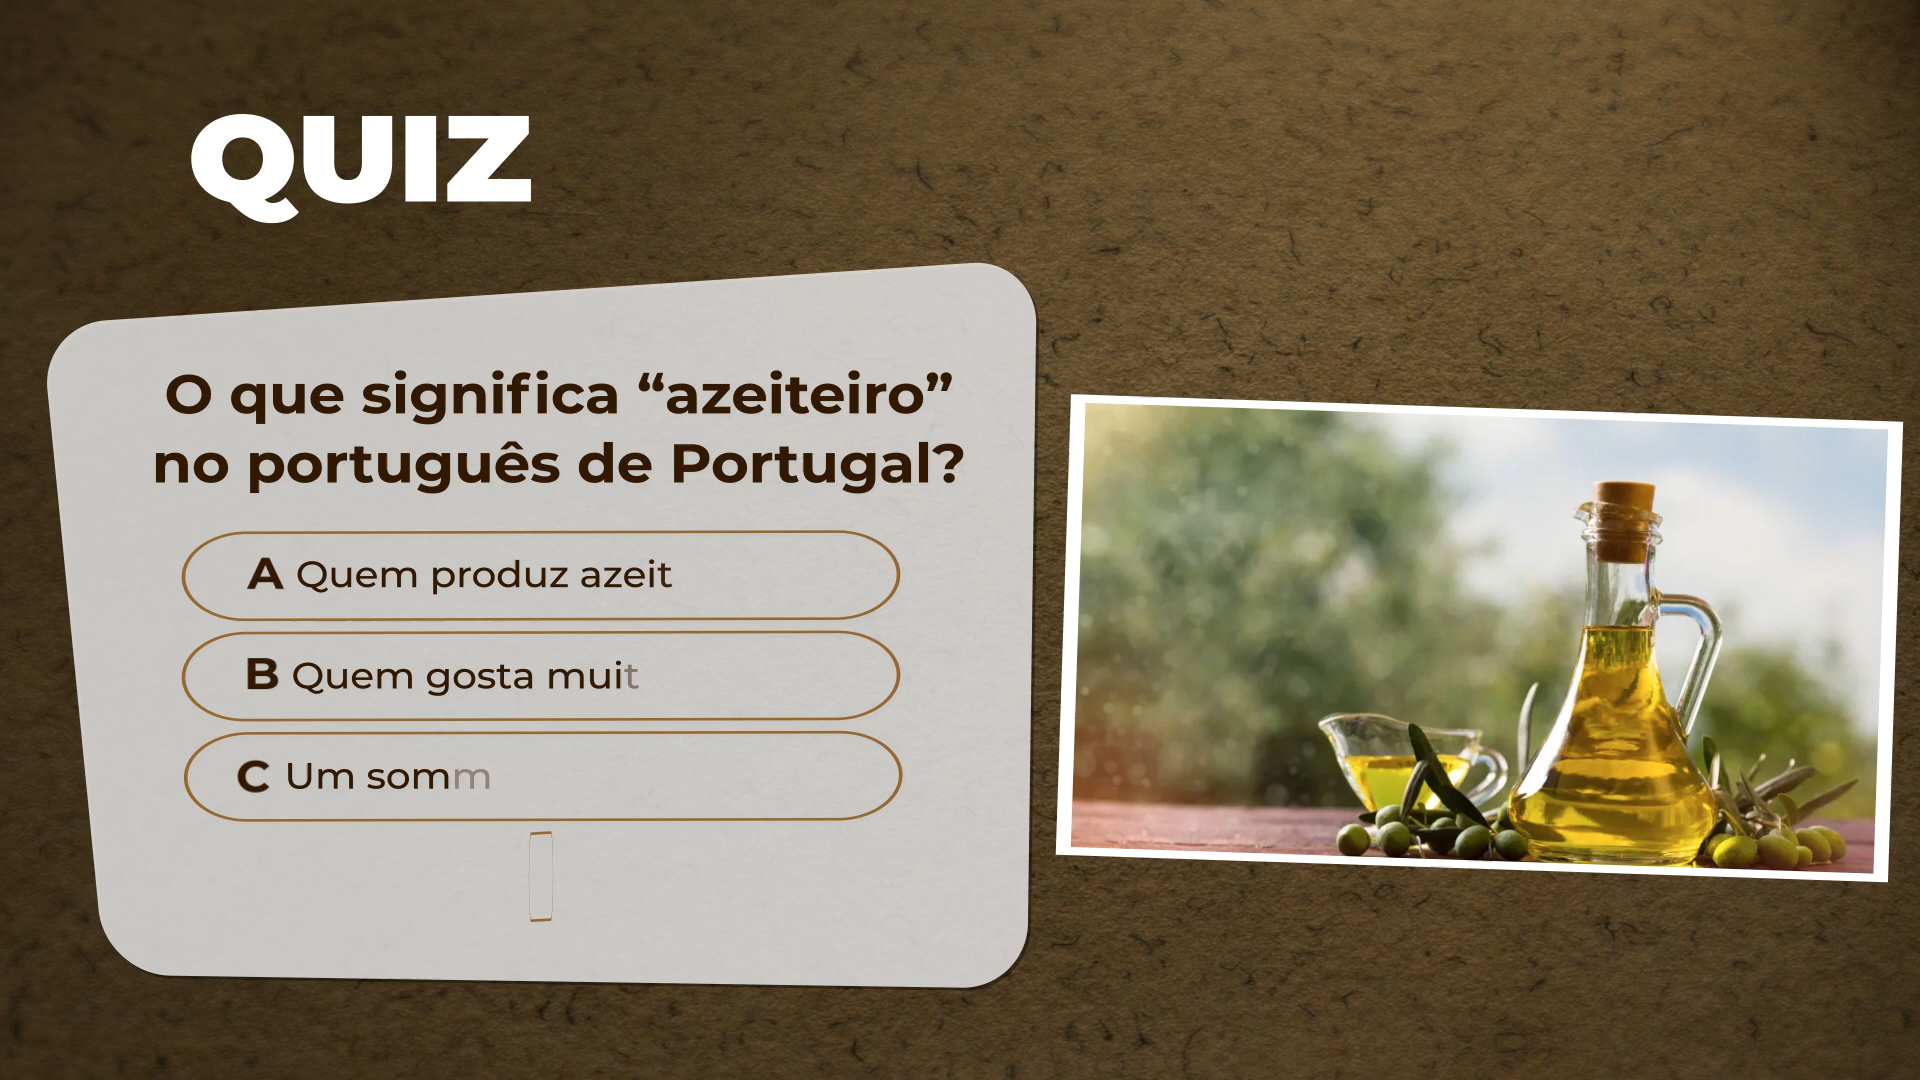 QUIZ
O que significa “azeiteiro”
no português de Portugal?
A Quem produz azeit
B Quem gosta muit
C Um somm